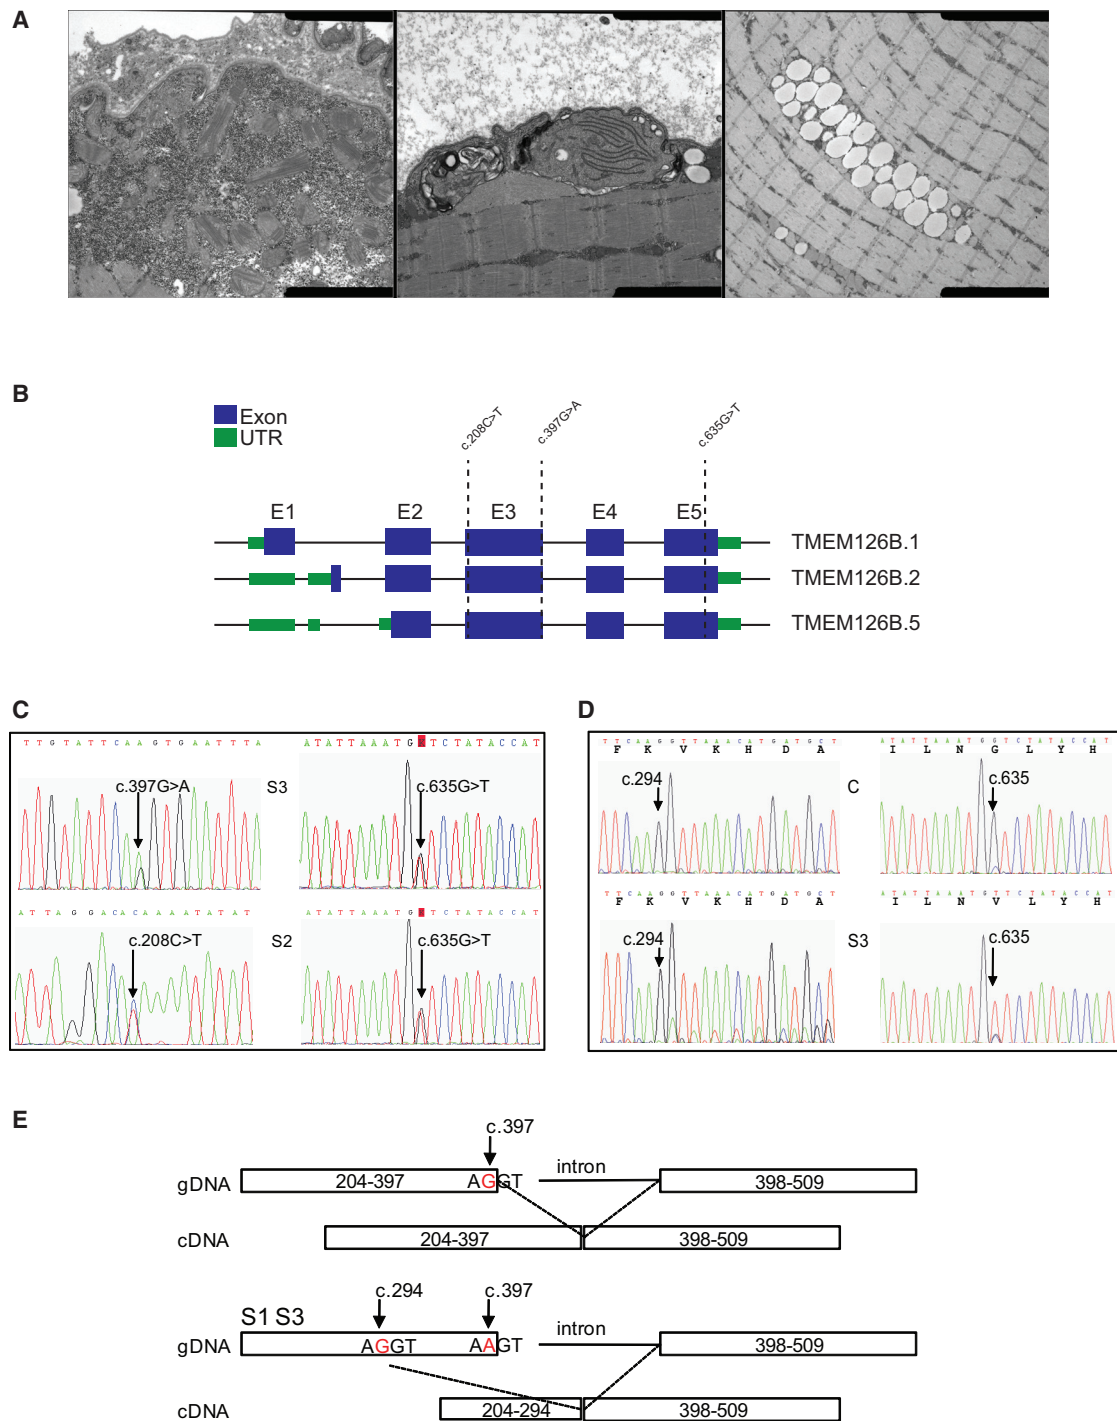 A
B
Exon
UTR
c.208C>T
c.397G>A
c.635G>T
E1 E2 E3 E4 E5
TMEM126B.1
TMEM126B.2
TMEM126B.5
C
T T G T A T T C A A G T G A A T T T A
A T A T T A A A T G K T C T A T A C C A T
c.397G>A
S3
c.635G>T
A T T A G G A C A C A A A A T A T A T
A T A T T A A A T G K T C T A T A C C A T
c.208C>T
S2
c.635G>T
D
T T C A A G G T T A A A C A T G A T G C T
F K V K H D A
A T A T T A A A T G G T C T A T A C C A T
I L N G L Y H
c.294
C
c.635
T T C A A G G T T A A A C A T G A T G C T
F K V K H D A
A T A T T A A A T G T T C T A T A C C A T
I L N V L Y H
c.294
S3
c.635
E
c.397
gDNA
204-397
AGGT
intron
398-509
cDNA
204-397
398-509
c.294
c.397
S1 S3
gDNA
AGGT
AAGT
intron
398-509
cDNA
204-294
398-509